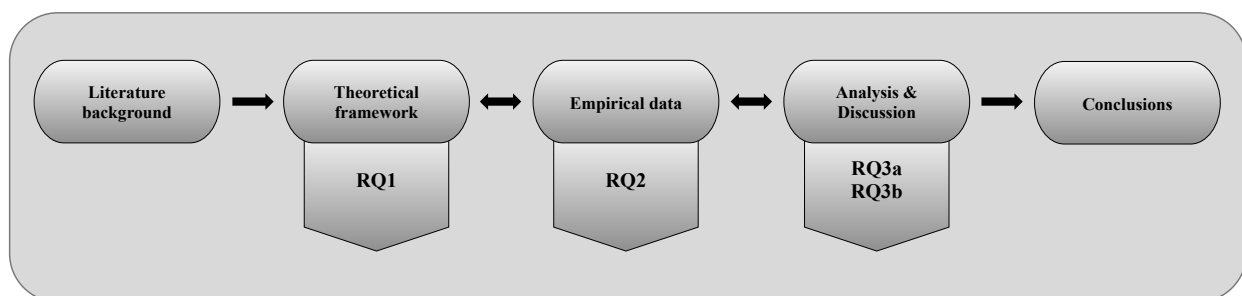 Literature
background
Theoretical
framework
Empirical data
Analysis &
Discussion
Conclusions
RQ1
RQ2
RQ3a
RQ3b